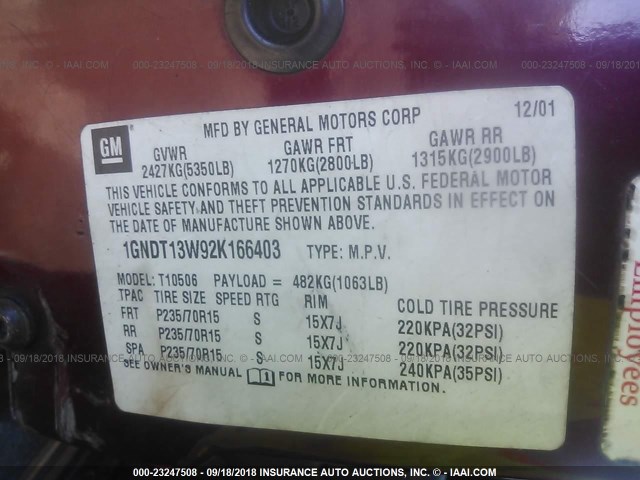 000-23247508 - 09/18/2018 INSURANCE AUTO AUCTIONS, INC. - IAAI.COM
GM
MFD BY GENERAL MOTORS CORP 12/01
GVWR GAWR FRT GAWR RR
2427KG(5350LB) 1270KG(2800LB) 1315KG(2900LB)
THIS VEHICLE CONFORMS TO ALL APPLICABLE U.S. FEDERAL MOTOR
VEHICLE SAFETY AND THEFT PREVENTION STANDARDS IN EFFECT ON
THE DATE OF MANUFACTURE SHOWN ABOVE.
1GNDT13W92K166403 TYPE: M.P.V.
MODEL: T10506 PAYLOAD = 482KG(1063LB)
TPAC TIRE SIZE SPEED RTG RIM COLD TIRE PRESSURE
FRT P235/70R15 S 15X7J 220KPA(32PSI)
RR P235/70R15 S 15X7J 220KPA(32PSI)
SPA P235/70R15 S 15X7J 240KPA(35PSI)
SEE OWNER'S MANUAL FOR MORE INFORMATION.
Employees
000-23247508 - 09/18/2018 INSURANCE AUTO AUCTIONS, INC. - IAAI.COM